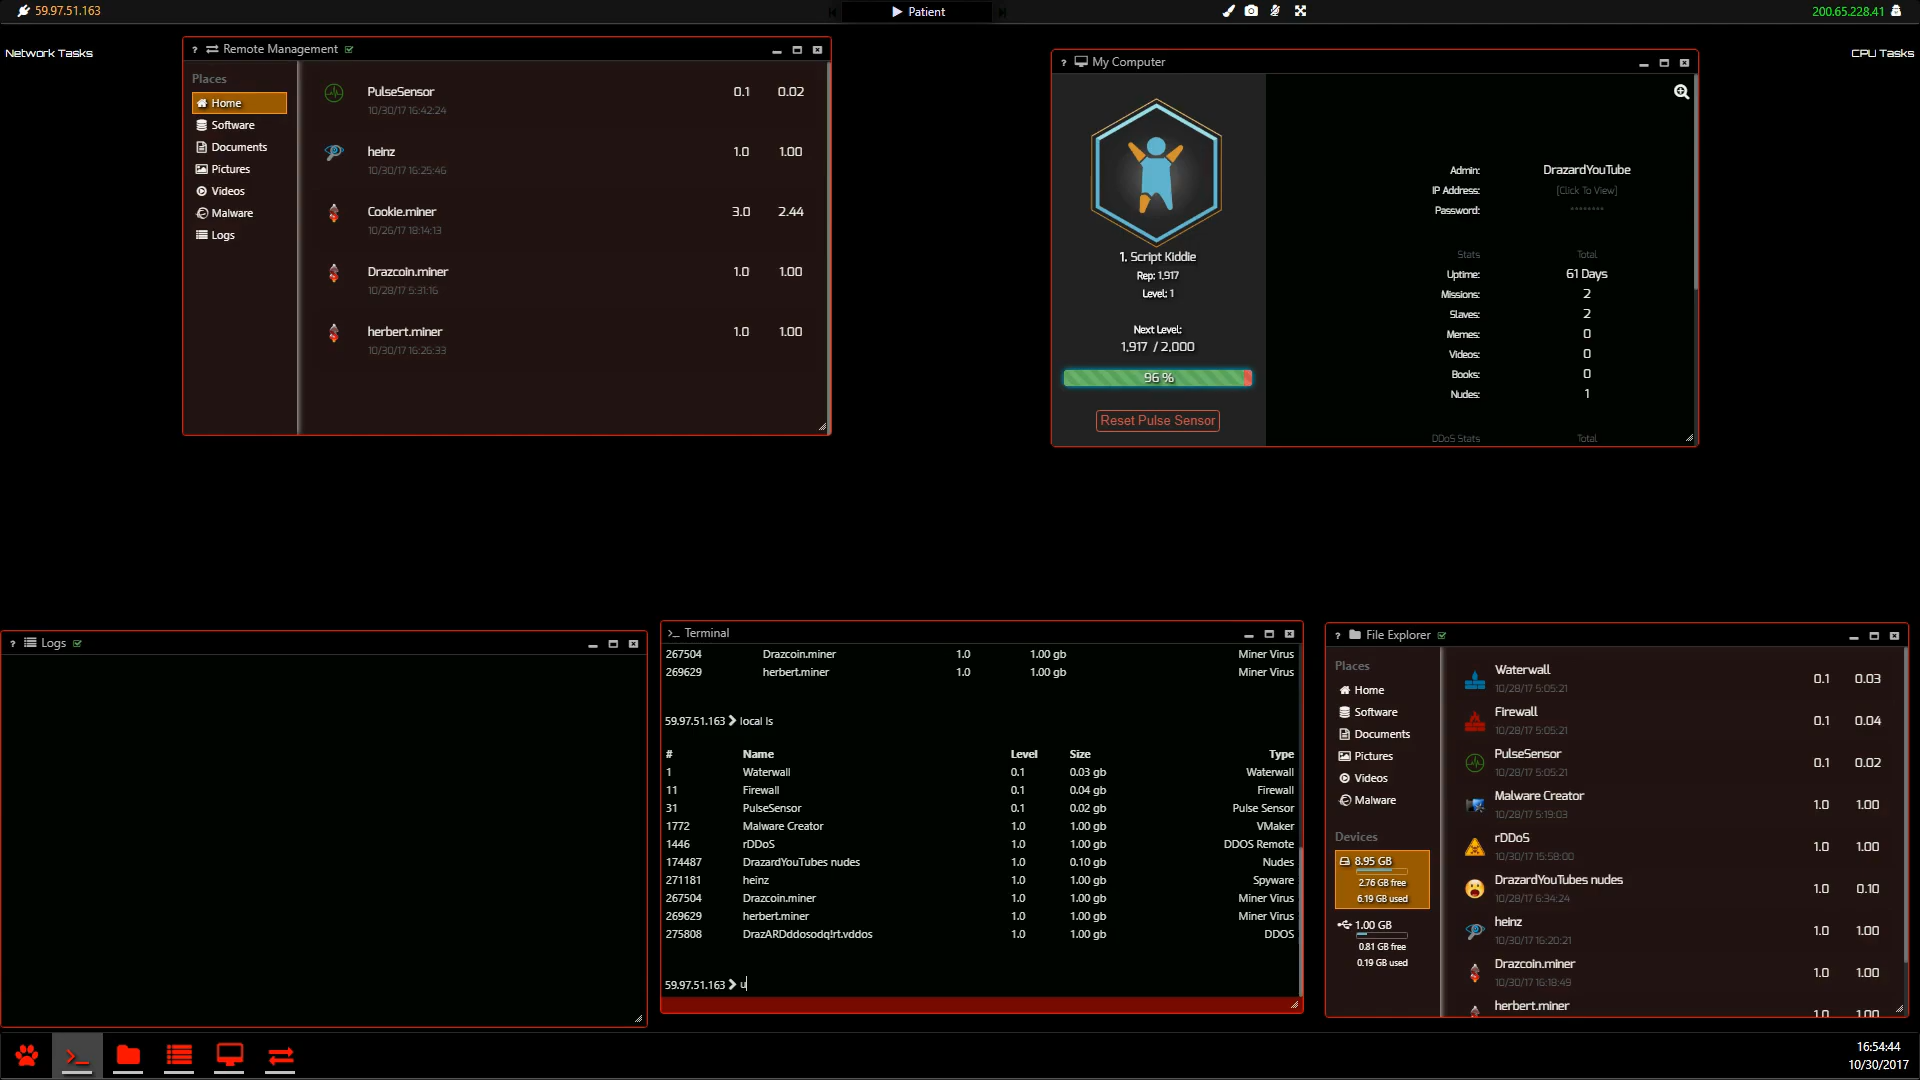 59.97.51.163
Patient
200.65.228.41
Network Tasks
CPU Tasks
? Remote Management
Places
Home
Software
Documents
Pictures
Videos
Malware
Logs
PulseSensor 0.1 0.02
10/30/17 16:42:24
heinz 1.0 1.00
10/30/17 16:25:46
Cookie.miner 3.0 2.44
10/26/17 18:14:13
Drazcoin.miner 1.0 1.00
10/28/17 5:31:16
herbert.miner 1.0 1.00
10/30/17 16:26:33
? My Computer
1. Script Kiddie
Rep: 1,917
Level: 1
Next Level:
1,917 / 2,000
96 %
Reset Pulse Sensor
Admin: DrazardYouTube
IP Address: [Click To View]
Password: ********
Stats Total
Uptime: 61 Days
Missions: 2
Slaves: 2
Memes: 0
Videos: 0
Books: 0
Nudes: 1
DDoS Stats Total
? Logs
>_ Terminal
267504 Drazcoin.miner 1.0 1.00 gb Miner Virus
269629 herbert.miner 1.0 1.00 gb Miner Virus
59.97.51.163 > local ls
# Name Level Size Type
1 Waterwall 0.1 0.03 gb Waterwall
11 Firewall 0.1 0.04 gb Firewall
31 PulseSensor 0.1 0.02 gb Pulse Sensor
1772 Malware Creator 1.0 1.00 gb VMaker
1446 rDDoS 1.0 1.00 gb DDOS Remote
174487 DrazardYouTubes nudes 1.0 0.10 gb Nudes
271181 heinz 1.0 1.00 gb Spyware
267504 Drazcoin.miner 1.0 1.00 gb Miner Virus
269629 herbert.miner 1.0 1.00 gb Miner Virus
275808 DrazARDddosodq!rt.vddos 1.0 1.00 gb DDOS
59.97.51.163 > u
? File Explorer
Places
Home
Software
Documents
Pictures
Videos
Malware
Devices
8.95 GB
2.76 GB free
6.19 GB used
1.00 GB
0.81 GB free
0.19 GB used
Waterwall 0.1 0.03
10/28/17 5:05:21
Firewall 0.1 0.04
10/28/17 5:05:21
PulseSensor 0.1 0.02
10/28/17 5:05:21
Malware Creator 1.0 1.00
10/28/17 5:19:03
rDDoS 1.0 1.00
10/30/17 15:58:00
DrazardYouTubes nudes 1.0 0.10
10/28/17 6:34:24
heinz 1.0 1.00
10/30/17 16:20:21
Drazcoin.miner 1.0 1.00
10/30/17 16:18:49
herbert.miner 1.0 1.00
16:54:44
10/30/2017